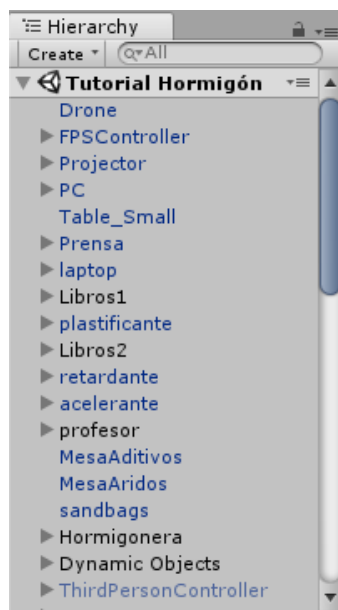 Hierarchy
Create All
Tutorial Hormigón
Drone
FPSController
Projector
PC
Table_Small
Prensa
laptop
Libros1
plastificante
Libros2
retardante
acelerante
profesor
MesaAditivos
MesaAridos
sandbags
Hormigonera
Dynamic Objects
ThirdPersonController